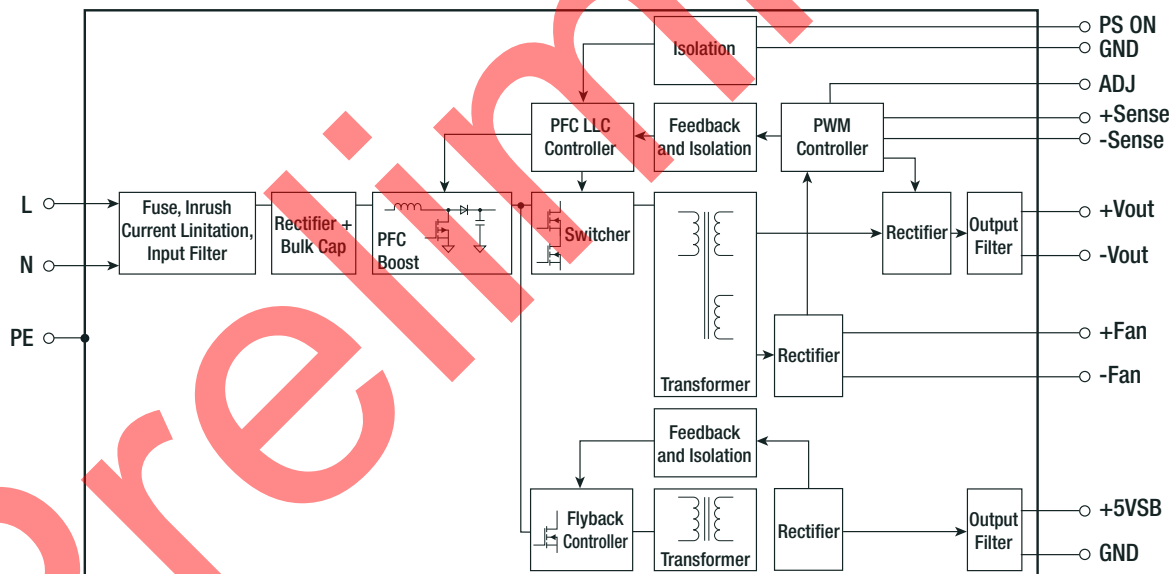 PS ON
Isolation
GND
ADJ
PFC LLC
Controller
Feedback
and Isolation
PWM
Controller
+Sense
-Sense
L
Fuse, Inrush
Current Linitation,
Input Filter
Rectifier +
Bulk Cap
PFC
Boost
Switcher
Rectifier
Output
Filter
+Vout
-Vout
N
PE
Transformer
Rectifier
+Fan
-Fan
Feedback
and Isolation
Flyback
Controller
Transformer
Rectifier
Output
Filter
+5VSB
GND
Prelim